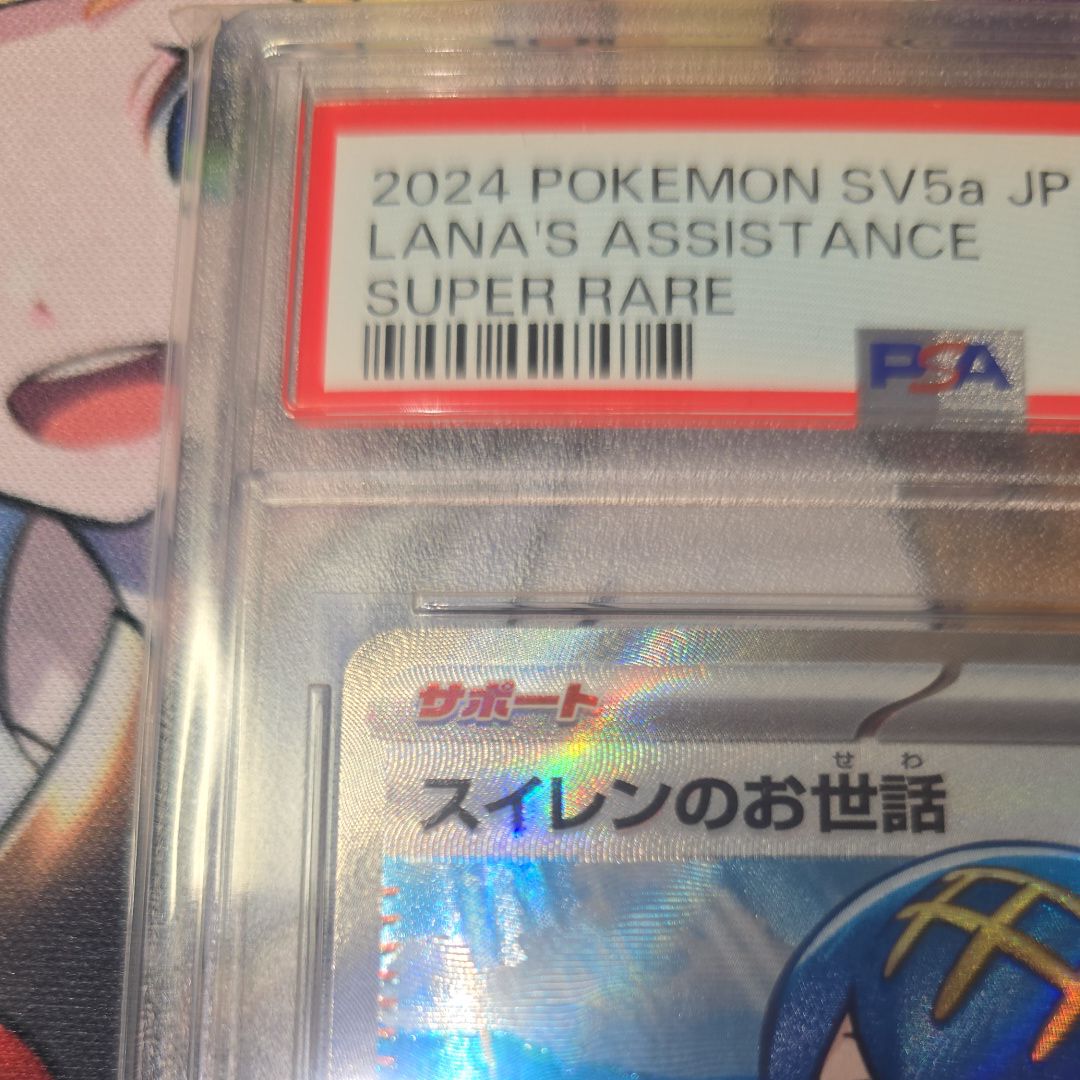 2024 POKEMON SV5a JP
LANA'S ASSISTANCE
SUPER RARE
PSA
サポート
せわ
スイレンのお世話